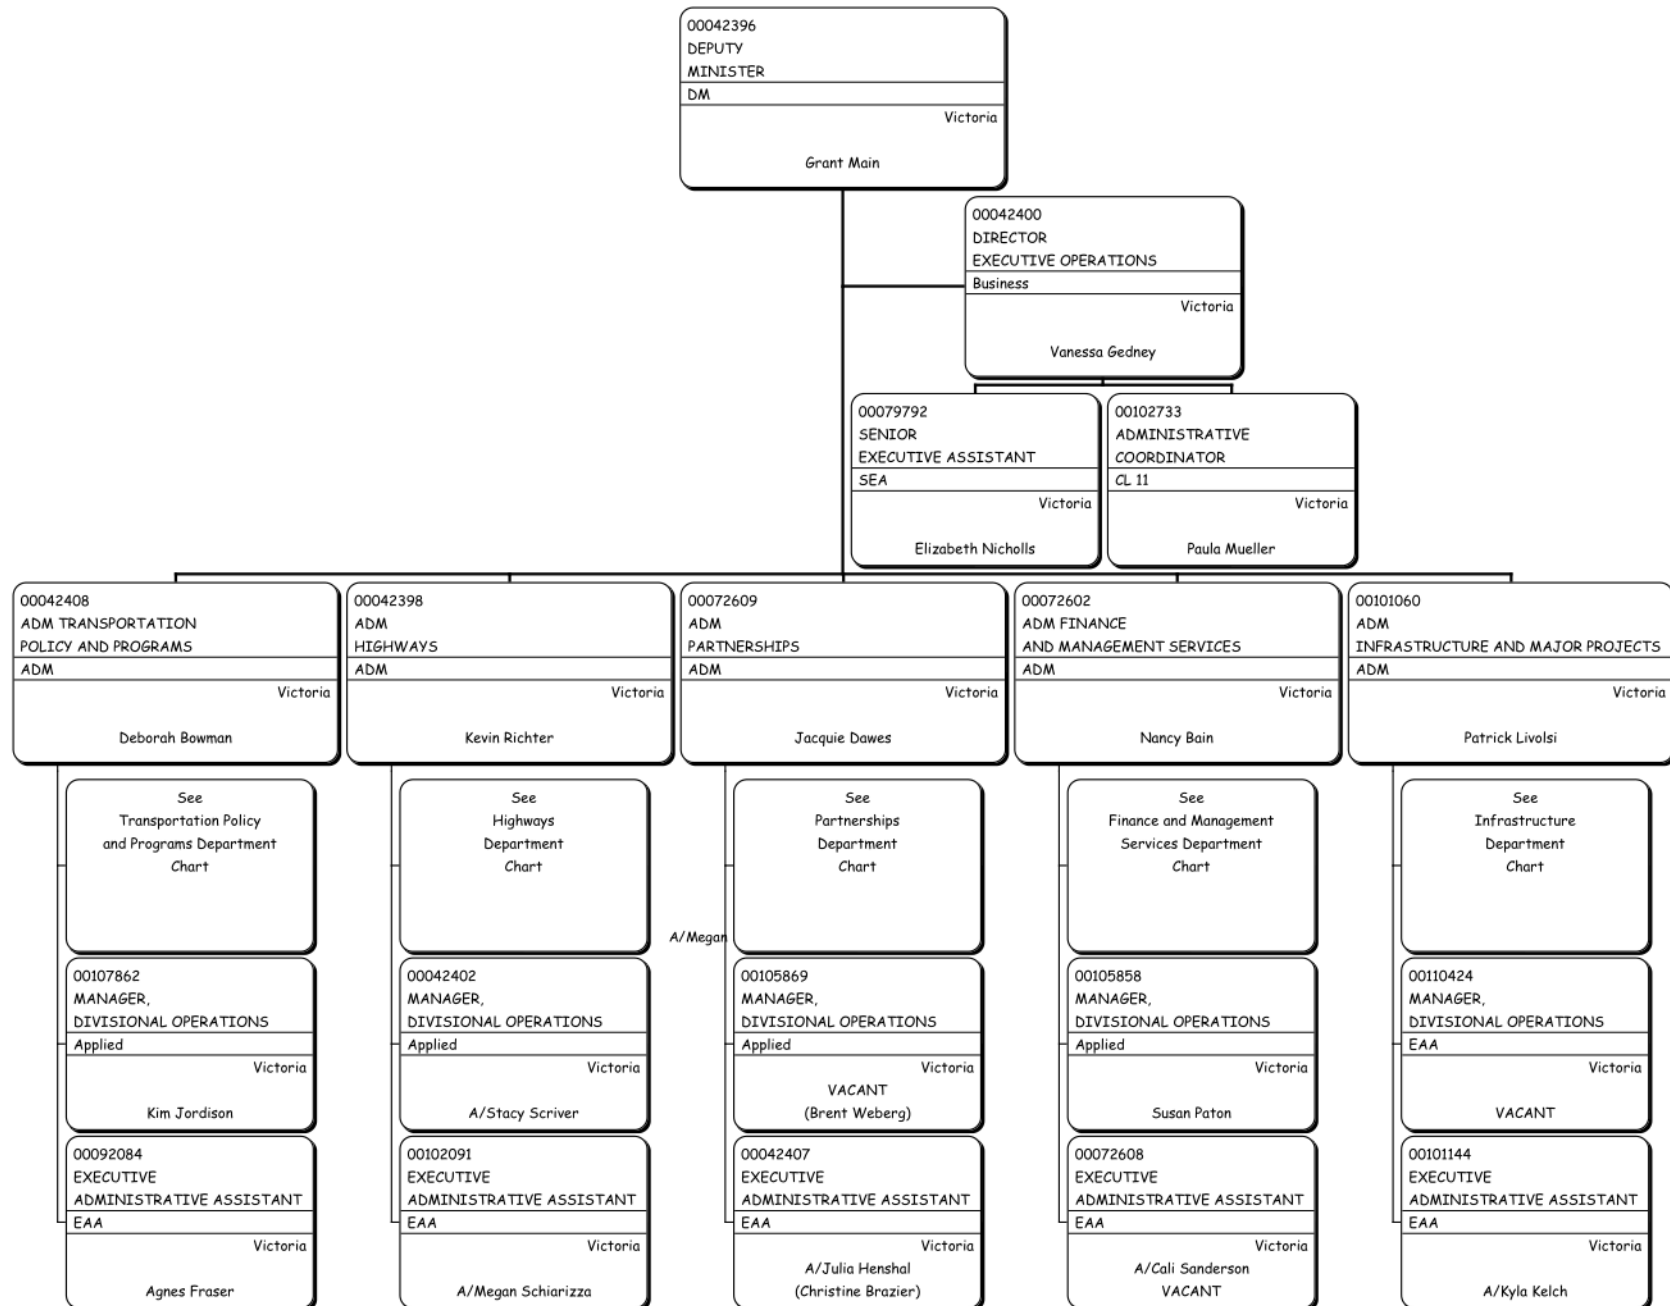 00042396
DEPUTY
MINISTER
DM
Victoria
Grant Main
00042400
DIRECTOR
EXECUTIVE OPERATIONS
Business
Victoria
Vanessa Gedney
00079792
SENIOR
EXECUTIVE ASSISTANT
SEA
Victoria
Elizabeth Nicholls
00102733
ADMINISTRATIVE
COORDINATOR
CL 11
Victoria
Paula Mueller
00042408
ADM TRANSPORTATION
POLICY AND PROGRAMS
ADM
Victoria
Deborah Bowman
00042398
ADM
HIGHWAYS
ADM
Victoria
Kevin Richter
00072609
ADM
PARTNERSHIPS
ADM
Victoria
Jacquie Dawes
00072602
ADM FINANCE
AND MANAGEMENT SERVICES
ADM
Victoria
Nancy Bain
00101060
ADM
INFRASTRUCTURE AND MAJOR PROJECTS
ADM
Victoria
Patrick Livolsi
See
Transportation Policy
and Programs Department
Chart
See
Highways
Department
Chart
See
Partnerships
Department
Chart
See
Finance and Management
Services Department
Chart
See
Infrastructure
Department
Chart
A/Megan
00107862
MANAGER,
DIVISIONAL OPERATIONS
Applied
Victoria
Kim Jordison
00042402
MANAGER,
DIVISIONAL OPERATIONS
Applied
Victoria
A/Stacy Scriver
00105869
MANAGER,
DIVISIONAL OPERATIONS
Applied
Victoria
VACANT
(Brent Weberg)
00105858
MANAGER,
DIVISIONAL OPERATIONS
Applied
Victoria
Susan Paton
00110424
MANAGER,
DIVISIONAL OPERATIONS
EAA
Victoria
VACANT
00092084
EXECUTIVE
ADMINISTRATIVE ASSISTANT
EAA
Victoria
Agnes Fraser
00102091
EXECUTIVE
ADMINISTRATIVE ASSISTANT
EAA
Victoria
A/Megan Schiarizza
00042407
EXECUTIVE
ADMINISTRATIVE ASSISTANT
EAA
Victoria
A/Julia Henshal
(Christine Brazier)
00072608
EXECUTIVE
ADMINISTRATIVE ASSISTANT
EAA
Victoria
A/Cali Sanderson
VACANT
00101144
EXECUTIVE
ADMINISTRATIVE ASSISTANT
EAA
Victoria
A/Kyla Kelch